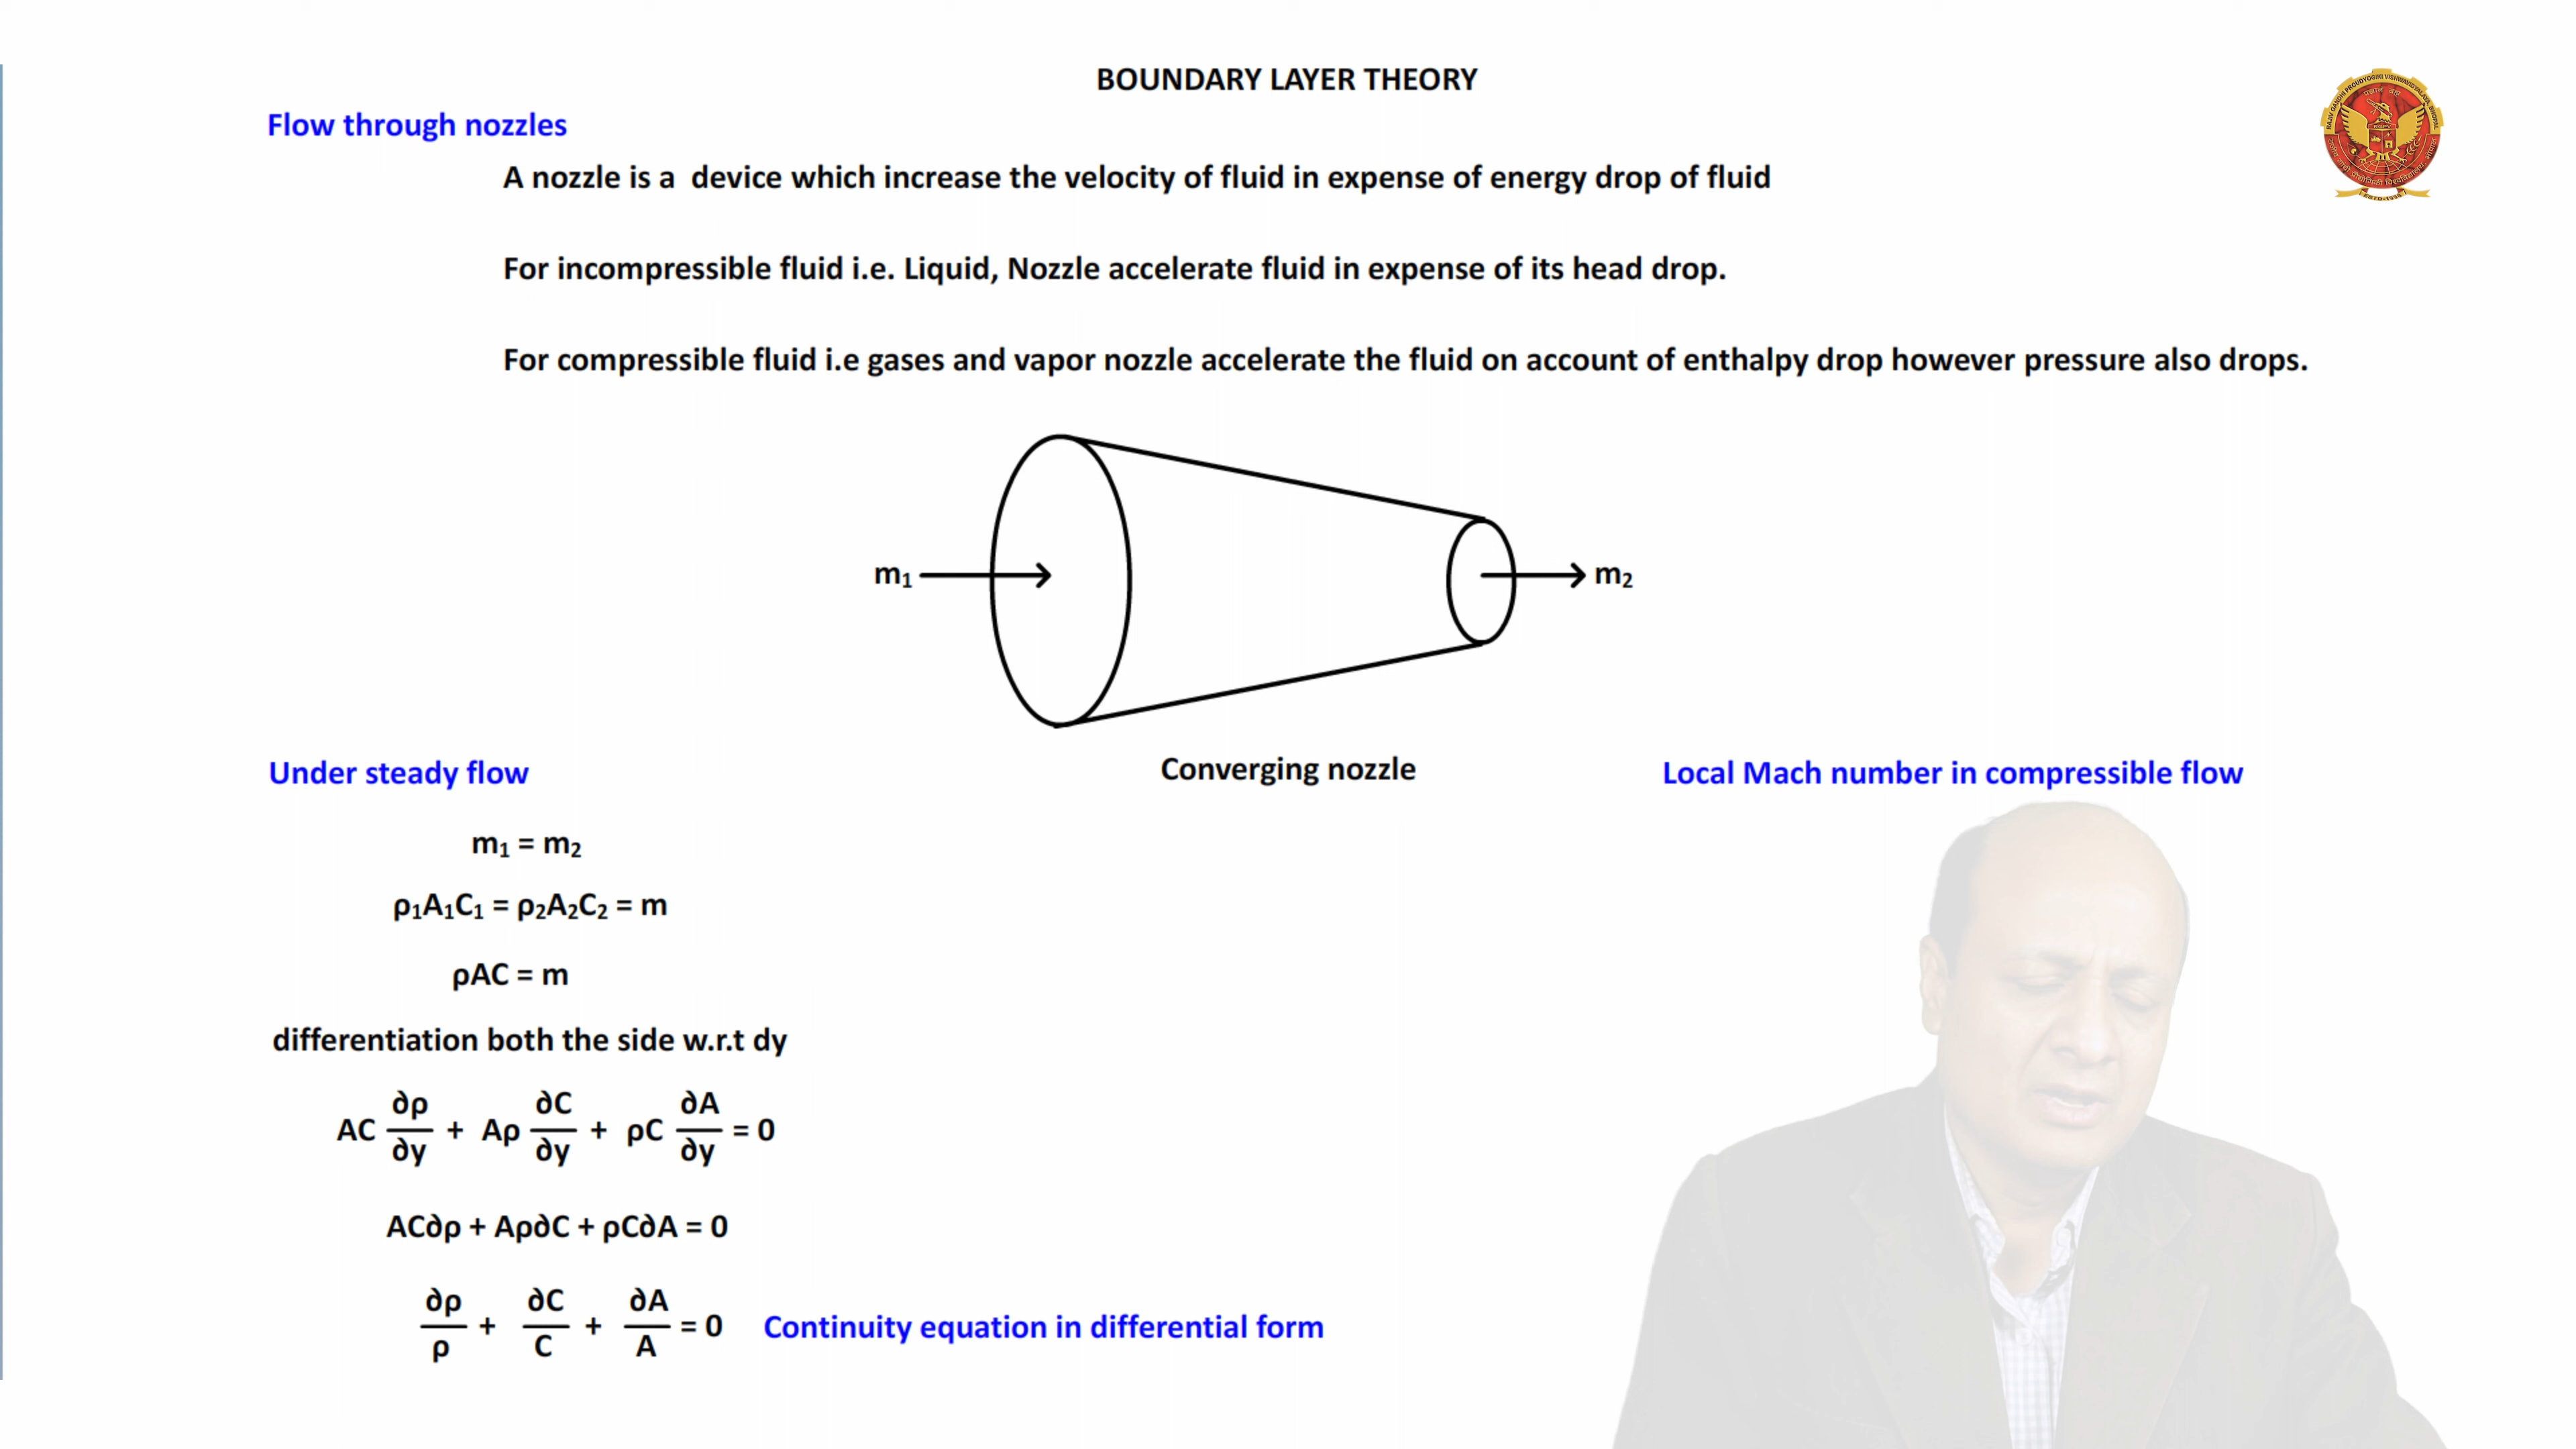 BOUNDARY LAYER THEORY
Flow through nozzles
A nozzle is a device which increase the velocity of fluid in expense of energy drop of fluid
For incompressible fluid i.e. Liquid, Nozzle accelerate fluid in expense of its head drop.
For compressible fluid i.e gases and vapor nozzle accelerate the fluid on account of enthalpy drop however pressure also drops.
m₁
m₂
Converging nozzle
Under steady flow
Local Mach number in compressible flow
m₁ = m₂
ρ₁A₁C₁ = ρ₂A₂C₂ = m
ρAC = m
differentiation both the side w.r.t dy
AC ∂ρ/∂y + Aρ ∂C/∂y + ρC ∂A/∂y = 0
AC∂ρ + Aρ∂C + ρC∂A = 0
∂ρ/ρ + ∂C/C + ∂A/A = 0 Continuity equation in differential form